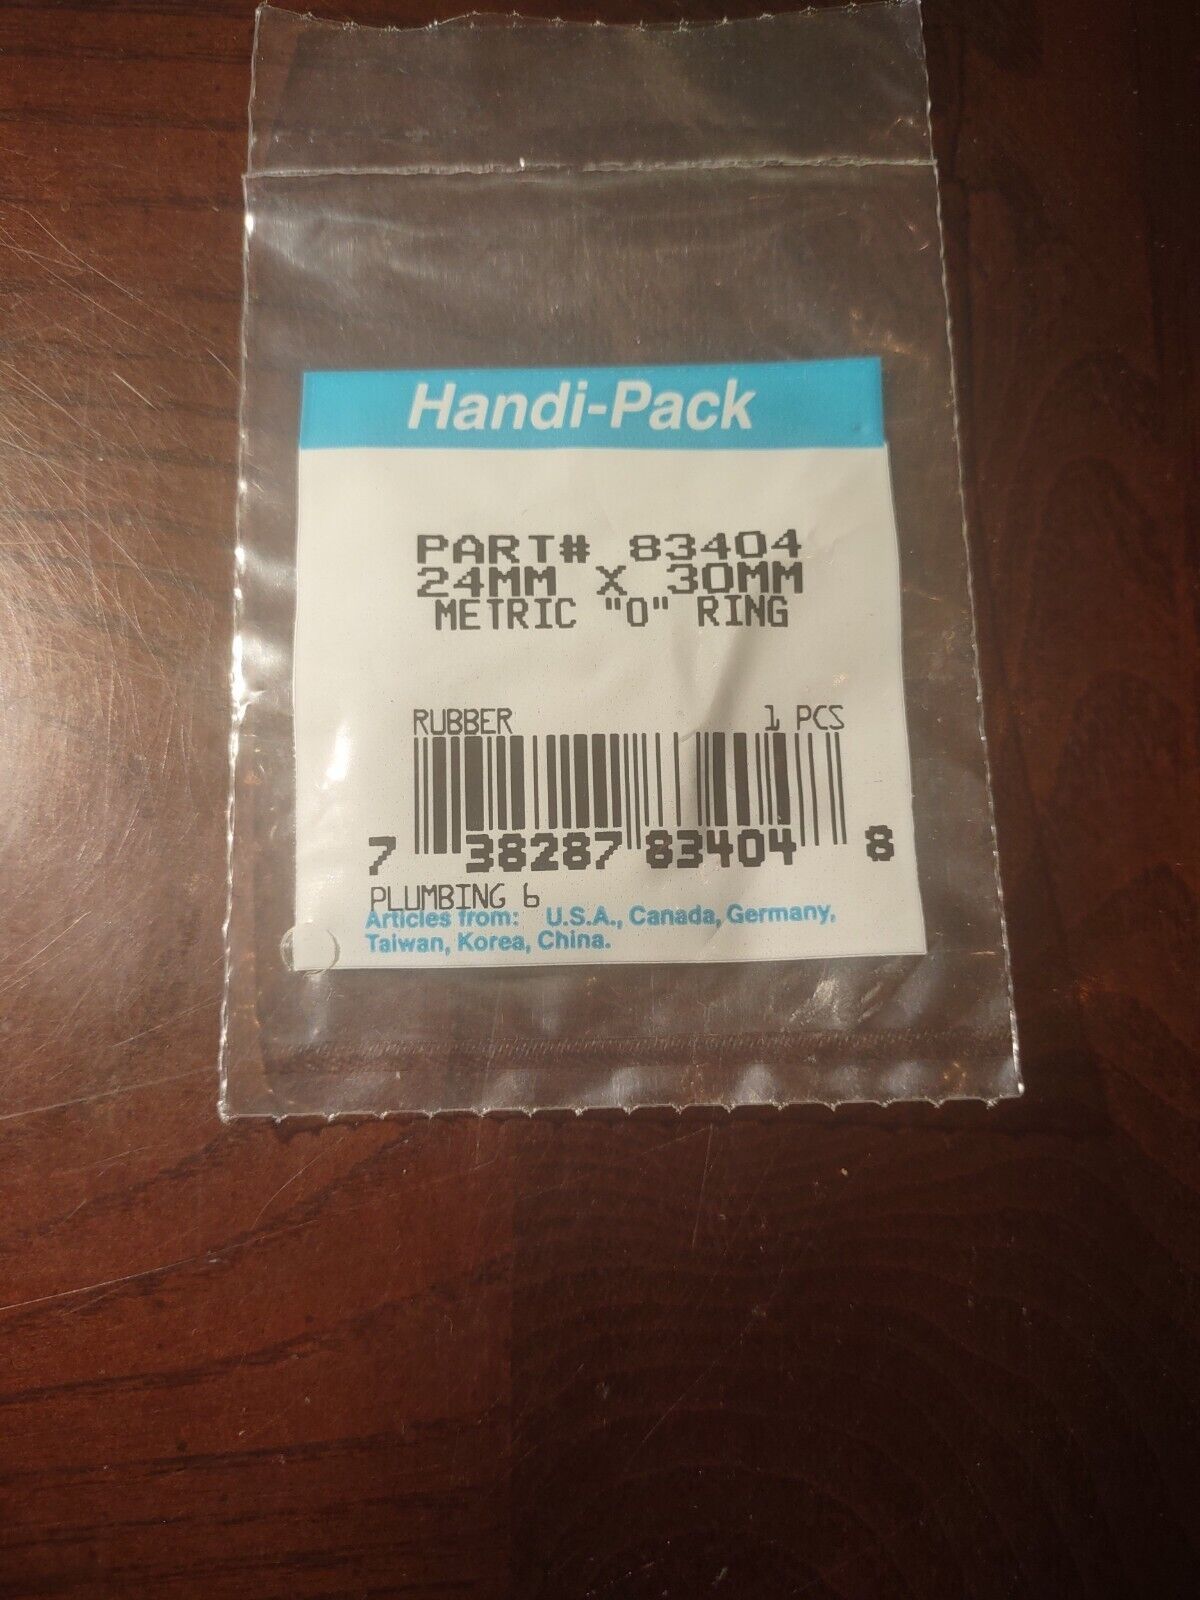 Handi-Pack
PART# 83404
24MM X 30MM
METRIC "O" RING
RUBBER 1 PCS
7 38287 83404 8
PLUMBING 6
Articles from: U.S.A., Canada, Germany,
Taiwan, Korea, China.